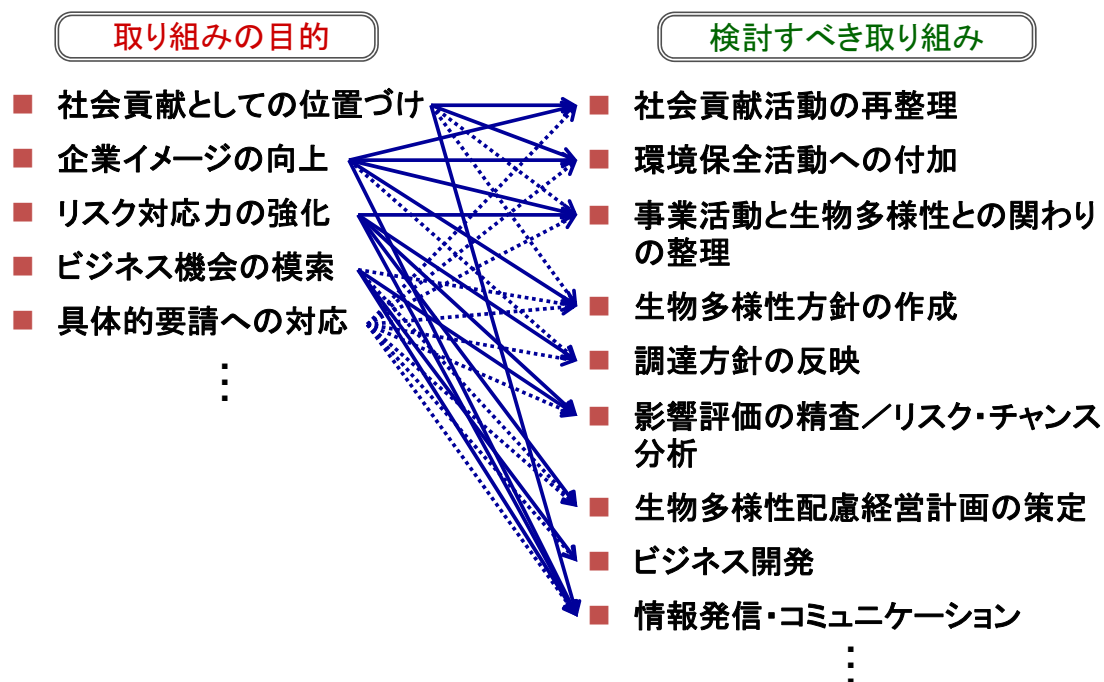 取り組みの目的
■ 社会貢献としての位置づけ
■ 企業イメージの向上
■ リスク対応力の強化
■ ビジネス機会の模索
■ 具体的要請への対応
⋮
検討すべき取り組み
■ 社会貢献活動の再整理
■ 環境保全活動への付加
■ 事業活動と生物多様性との関わり
の整理
■ 生物多様性方針の作成
■ 調達方針の反映
■ 影響評価の精査／リスク・チャンス
分析
■ 生物多様性配慮経営計画の策定
■ ビジネス開発
■ 情報発信・コミュニケーション
⋮